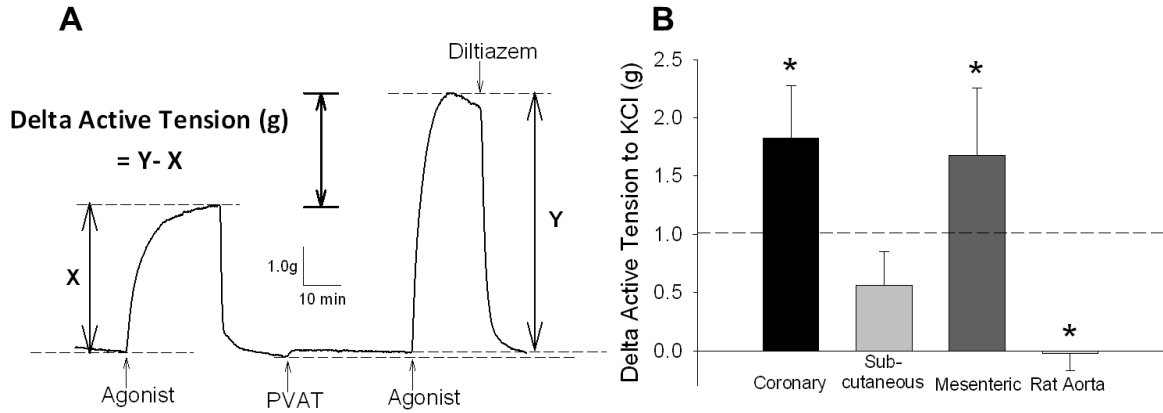 A
Diltiazem
Delta Active Tension (g)
= Y- X
X
Y
1.0g
10 min
Agonist
PVAT
Agonist
B
Delta Active Tension to KCl (g)
2.5
2.0
1.5
1.0
0.5
0.0
*
*
*
Coronary
Sub-
cutaneous
Mesenteric
Rat Aorta